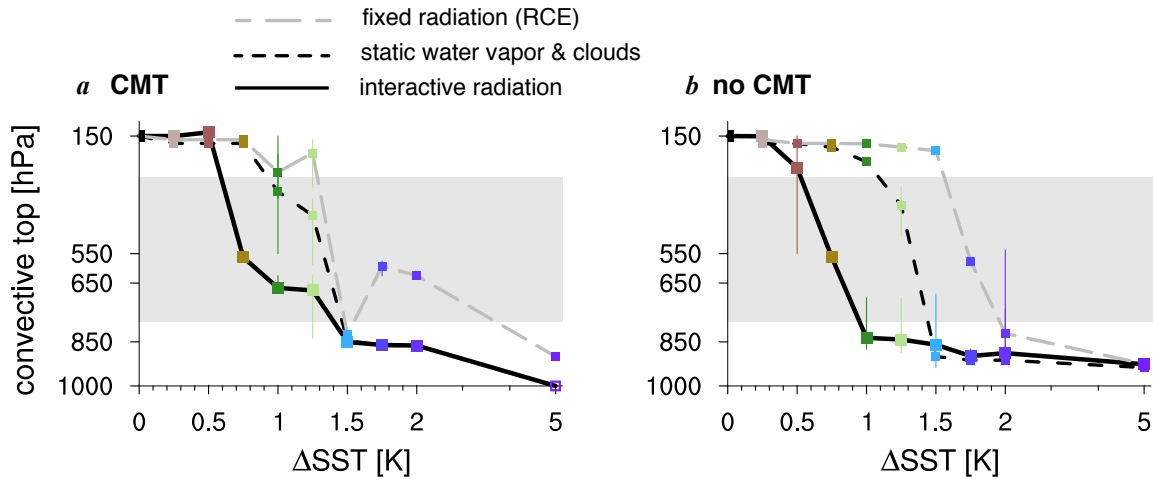 fixed radiation (RCE)
static water vapor & clouds
interactive radiation
a CMT
b no CMT
convective top [hPa]
150
550
650
850
1000
0 0.5 1 1.5 2 5
ΔSST [K]
150
550
650
850
1000
0 0.5 1 1.5 2 5
ΔSST [K]